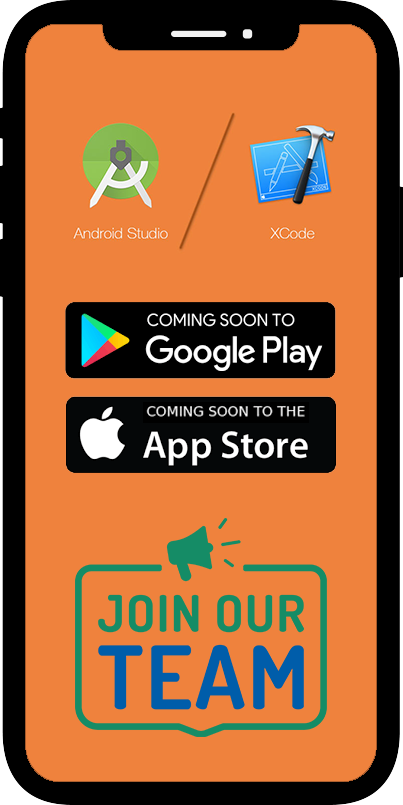 Android Studio
XCode
COMING SOON TO
Google Play
COMING SOON TO THE
App Store
JOIN OUR
TEAM